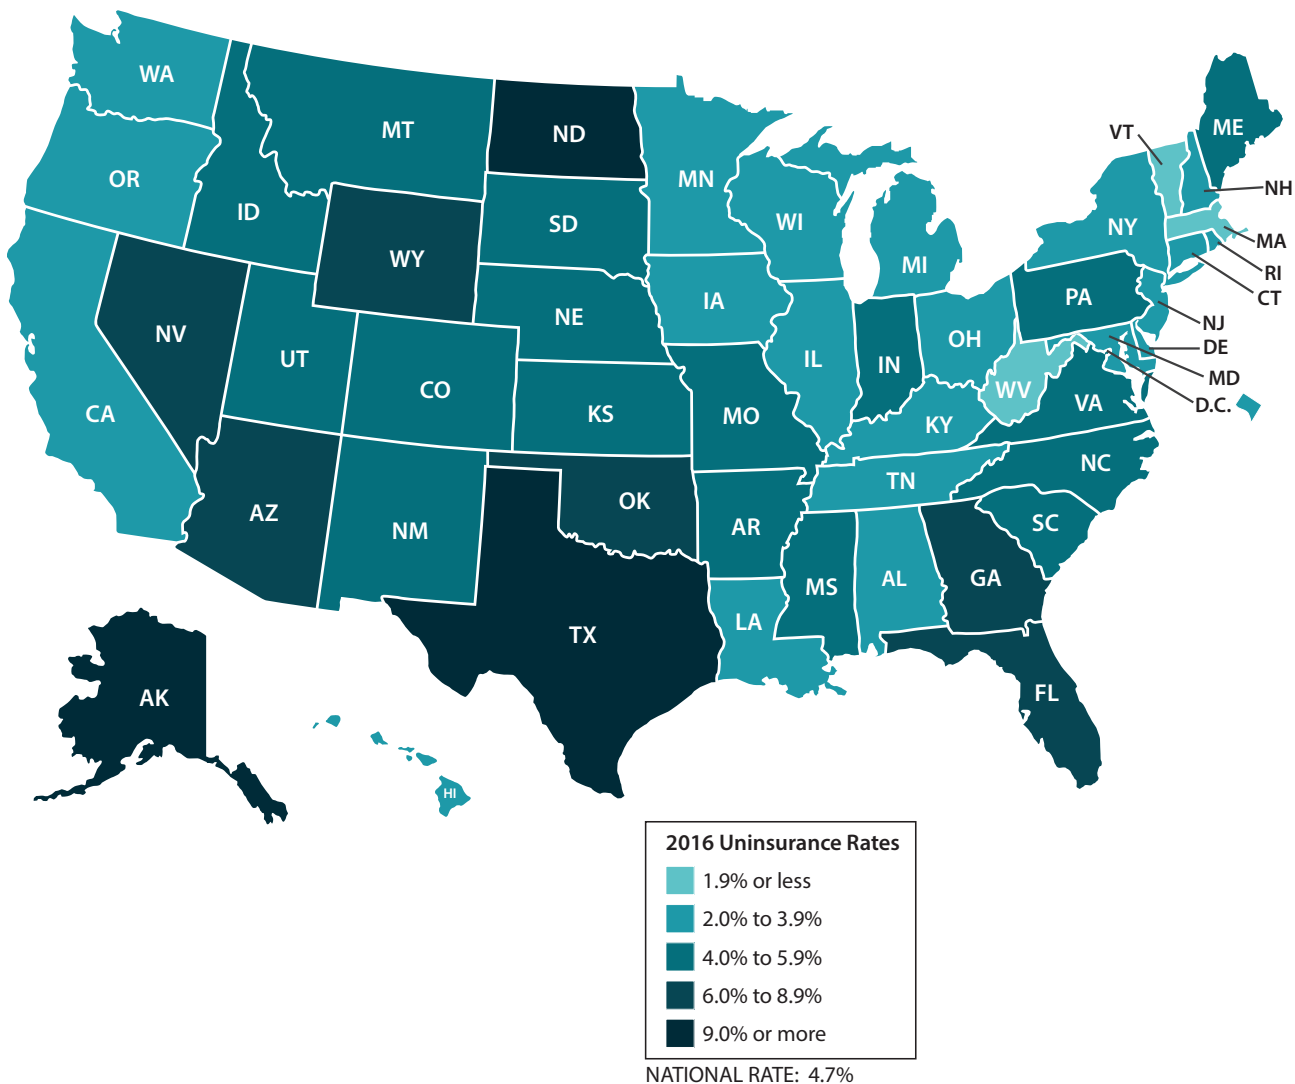 WA
MT
ND
ME
VT
OR
MN
NH
ID
SD
WI
NY
MA
WY
MI
RI
CT
NV
NE
IA
PA
NJ
UT
OH
DE
IL
IN
MD
CO
WV
D.C.
CA
KS
MO
KY
VA
NC
TN
AZ
OK
NM
AR
SC
MS
AL
GA
LA
TX
AK
FL
HI
2016 Uninsurance Rates
1.9% or less
2.0% to 3.9%
4.0% to 5.9%
6.0% to 8.9%
9.0% or more
NATIONAL RATE: 4.7%